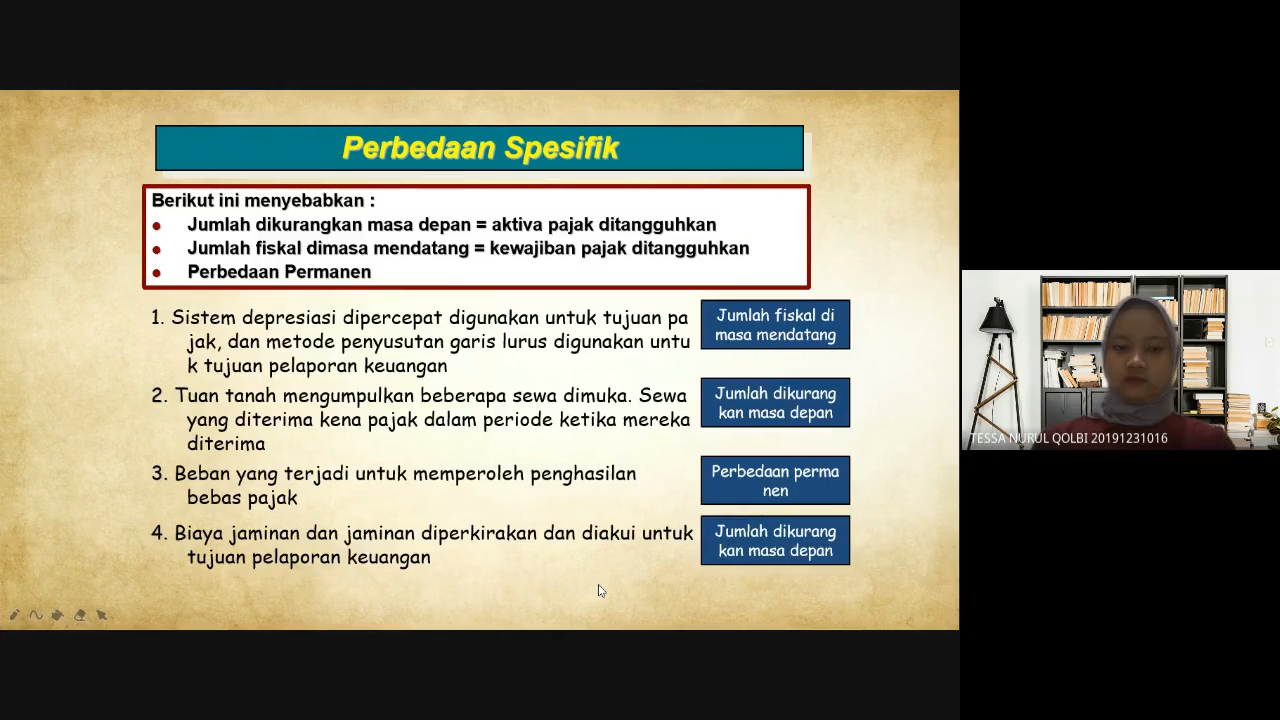 Perbedaan Spesifik
Berikut ini menyebabkan :
• Jumlah dikurangkan masa depan = aktiva pajak ditangguhkan
• Jumlah fiskal dimasa mendatang = kewajiban pajak ditangguhkan
• Perbedaan Permanen
1. Sistem depresiasi dipercepat digunakan untuk tujuan pa
jak, dan metode penyusutan garis lurus digunakan untu
k tujuan pelaporan keuangan
Jumlah fiskal di
masa mendatang
2. Tuan tanah mengumpulkan beberapa sewa dimuka. Sewa
yang diterima kena pajak dalam periode ketika mereka
diterima
Jumlah dikurang
kan masa depan
3. Beban yang terjadi untuk memperoleh penghasilan
bebas pajak
Perbedaan perma
nen
4. Biaya jaminan dan jaminan diperkirakan dan diakui untuk
tujuan pelaporan keuangan
Jumlah dikurang
kan masa depan
TESSA NURUL QOLBI 20191231016